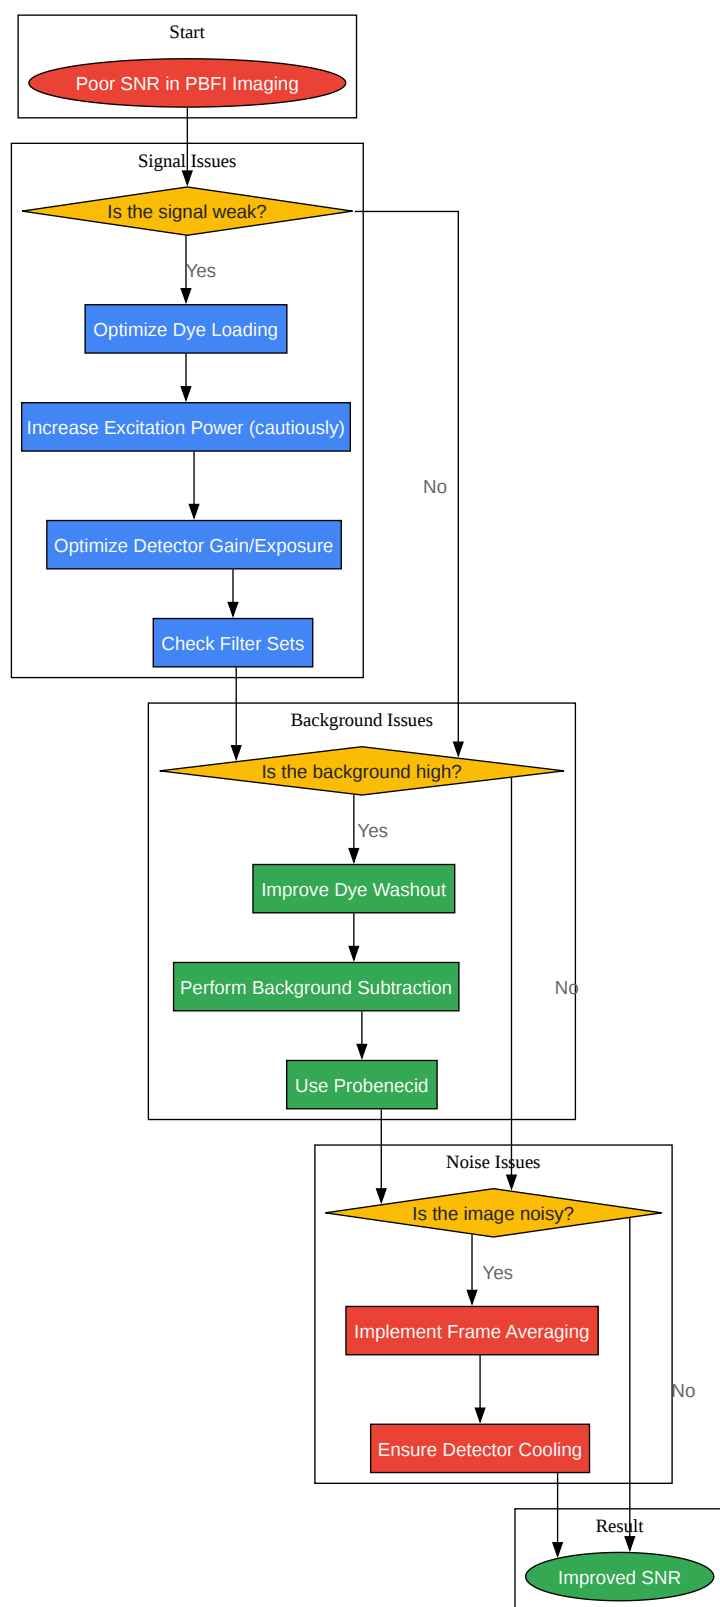 Start
Poor SNR in PBFI Imaging
Signal Issues
Is the signal weak?
Yes
Optimize Dye Loading
Increase Excitation Power (cautiously)
No
Optimize Detector Gain/Exposure
Check Filter Sets
Background Issues
Is the background high?
Yes
Improve Dye Washout
Perform Background Subtraction
No
Use Probenecid
Noise Issues
Is the image noisy?
Yes
Implement Frame Averaging
No
Ensure Detector Cooling
Result
Improved SNR